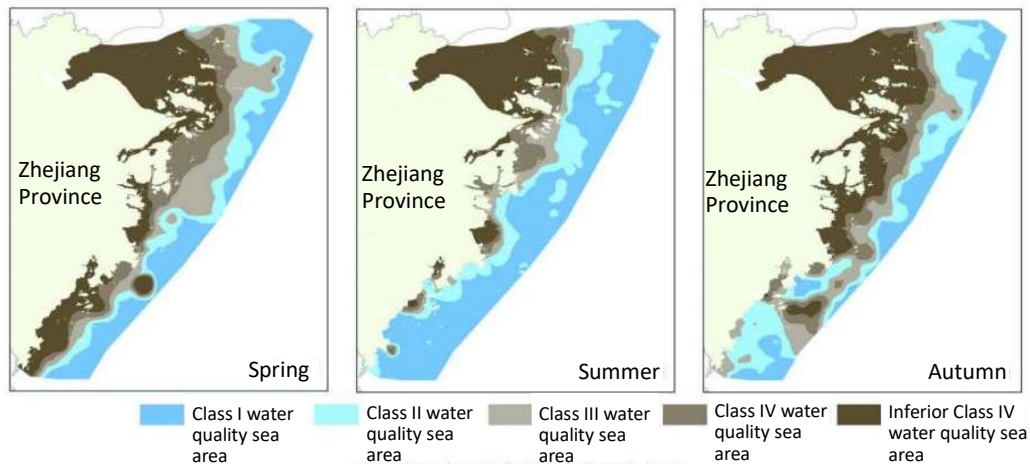 Zhejiang
Province
Spring
Zhejiang
Province
Summer
Zhejiang
Province
Autumn
Class I water
quality sea
area
Class II water
quality sea
area
Class III water
quality sea
area
Class IV water
quality sea
area
Inferior Class IV
water quality sea
area